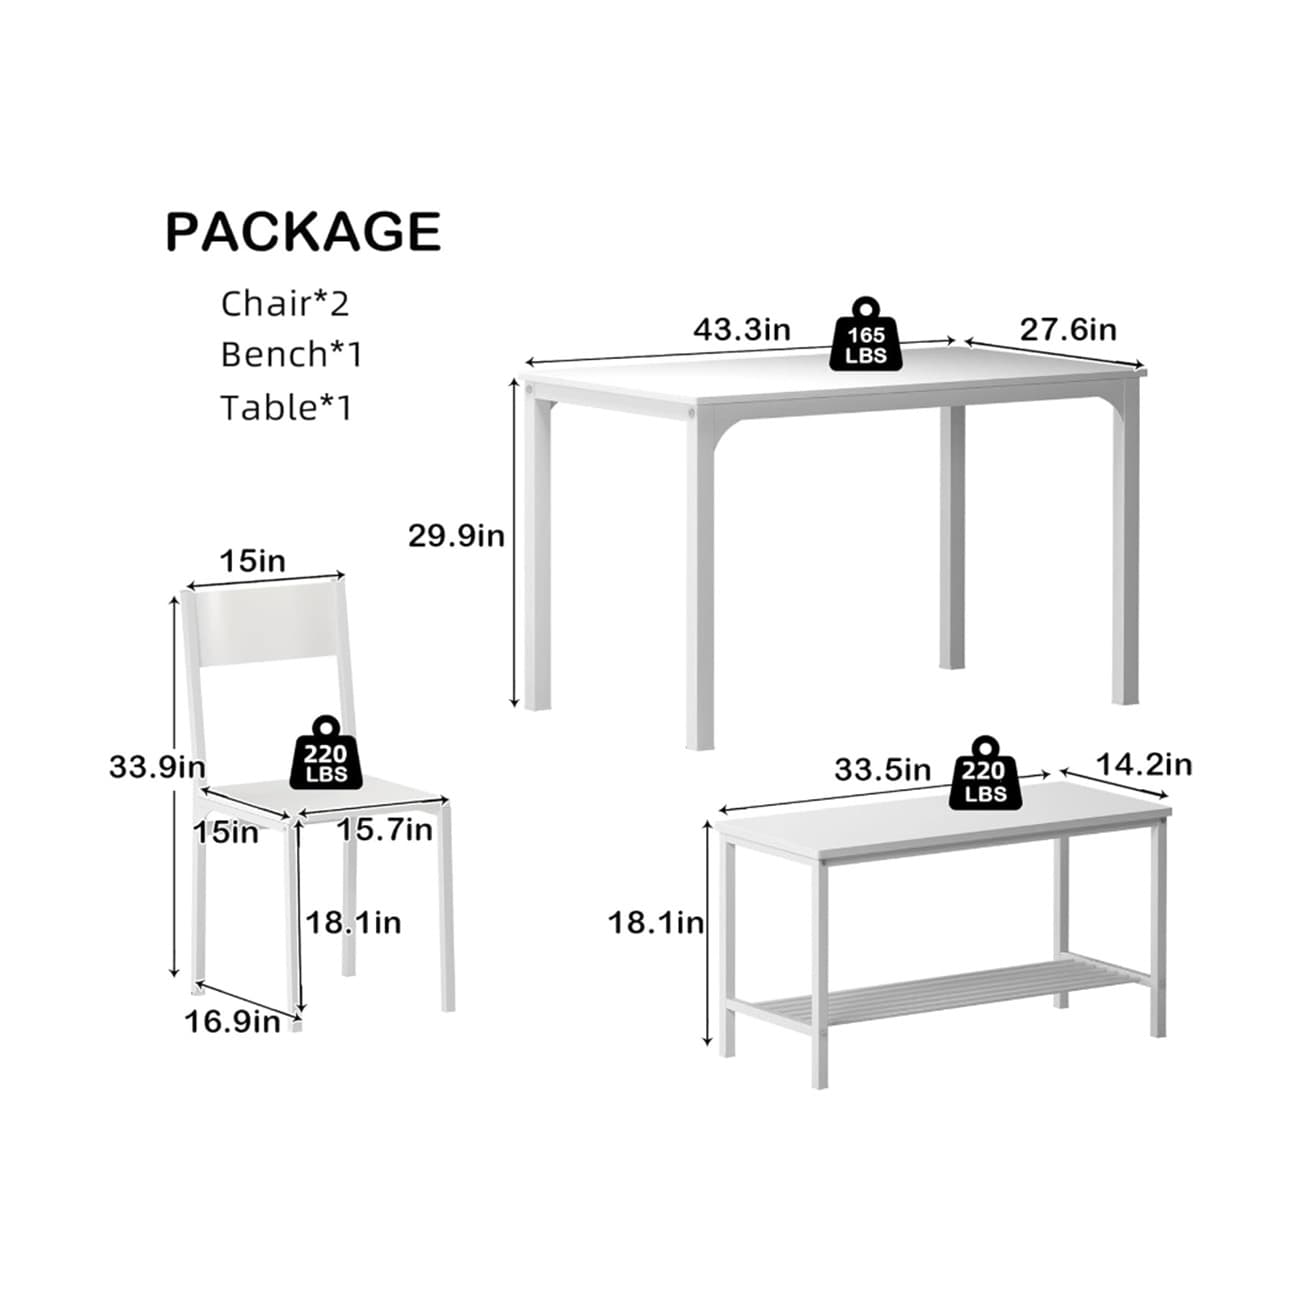 PACKAGE
Chair*2
Bench*1
Table*1
43.3in
165
LBS
27.6in
29.9in
15in
33.9in
220
LBS
15in
15.7in
18.1in
16.9in
33.5in
220
LBS
14.2in
18.1in